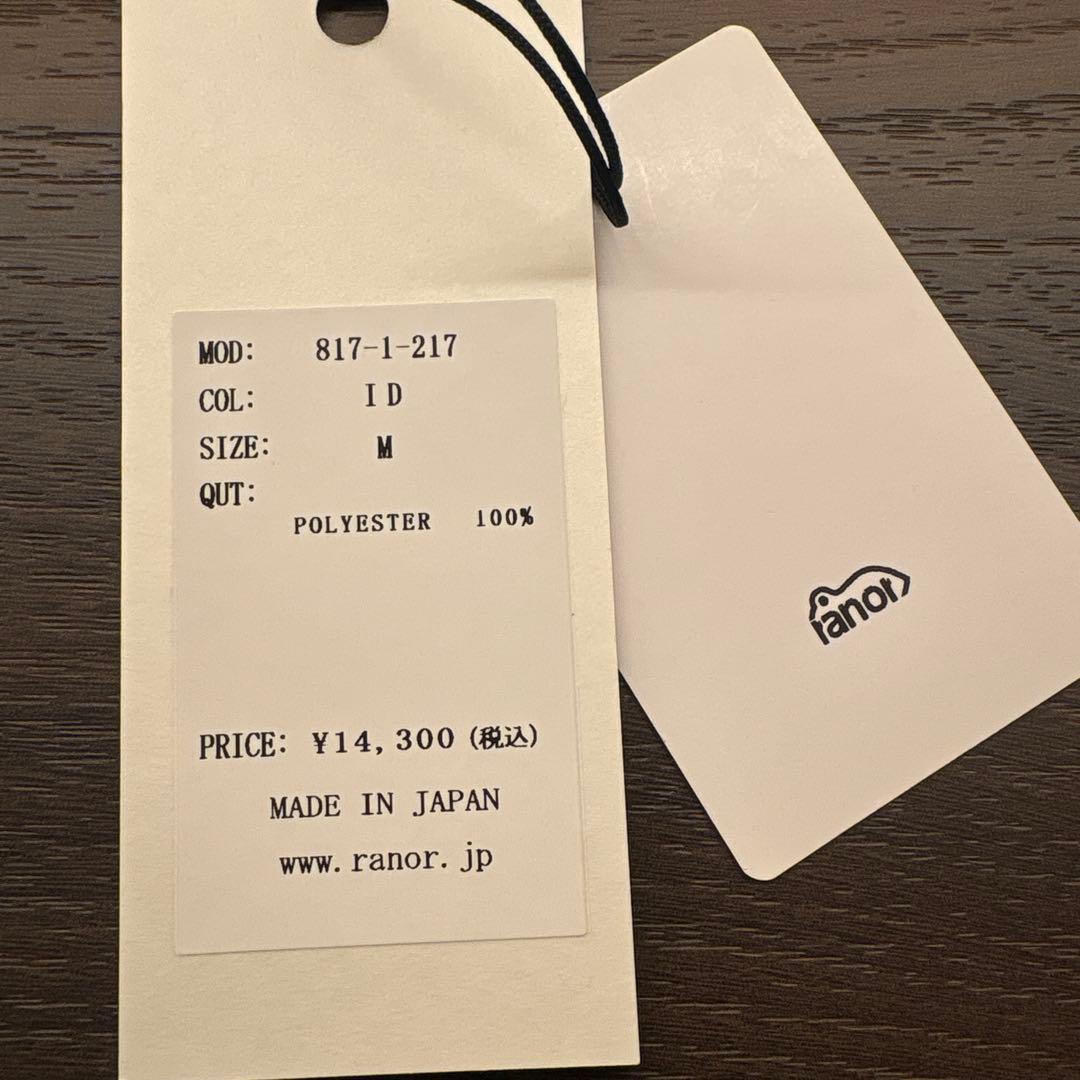 MOD: 817-1-217
COL: ID
SIZE: M
QUT:
POLYESTER 100%
PRICE: ¥14,300 (税込)
MADE IN JAPAN
www.ranor.jp
ranor